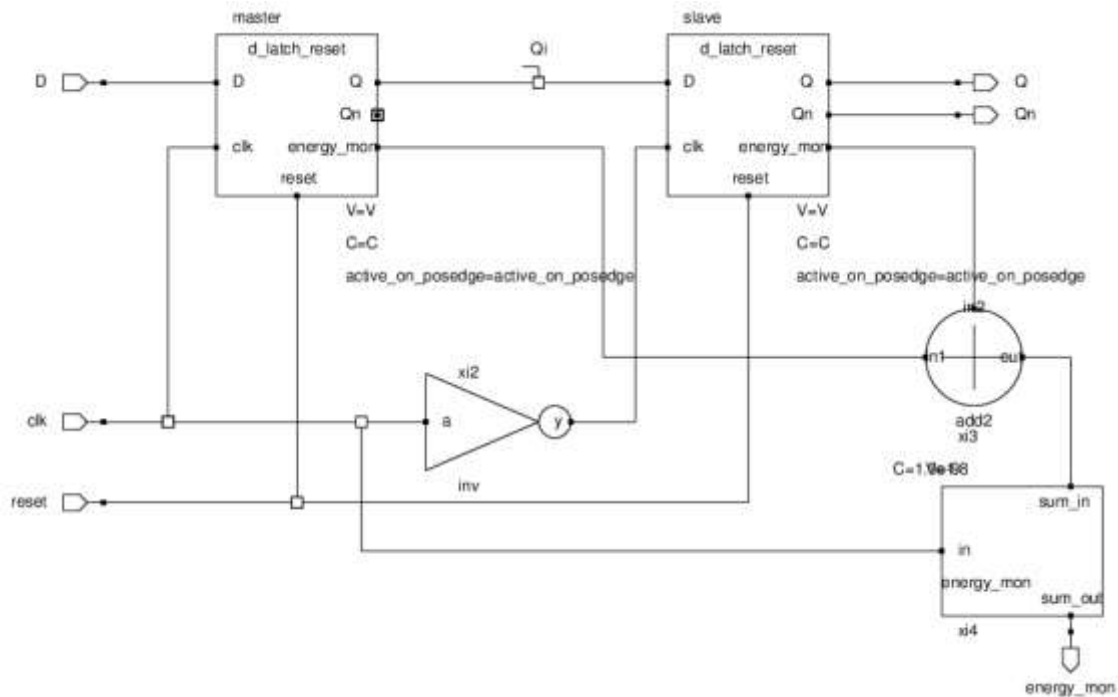 master
slave
d_latch_reset
Qi
d_latch_reset
D
D
Q
D
Q
Q
Qn
Qn
Qn
clk
energy_mon
clk
energy_mon
reset
reset
V=V
V=V
C=C
C=C
active_on_posedge=active_on_posedge
active_on_posedge=active_on_posedge
in2
xi2
out
clk
a
y
add2
xi3
inv
reset
sum_in
in
energy_mon
sum_out
xi4
energy_mon